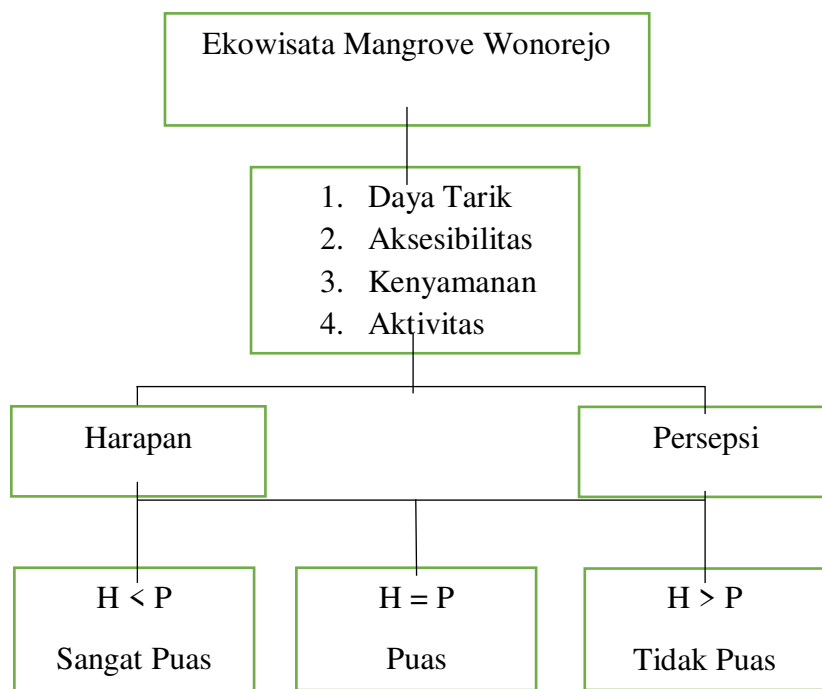 Ekowisata Mangrove Wonorejo
1. Daya Tarik
2. Aksesibilitas
3. Kenyamanan
4. Aktivitas
Harapan
Persepsi
H < P
Sangat Puas
H = P
Puas
H > P
Tidak Puas